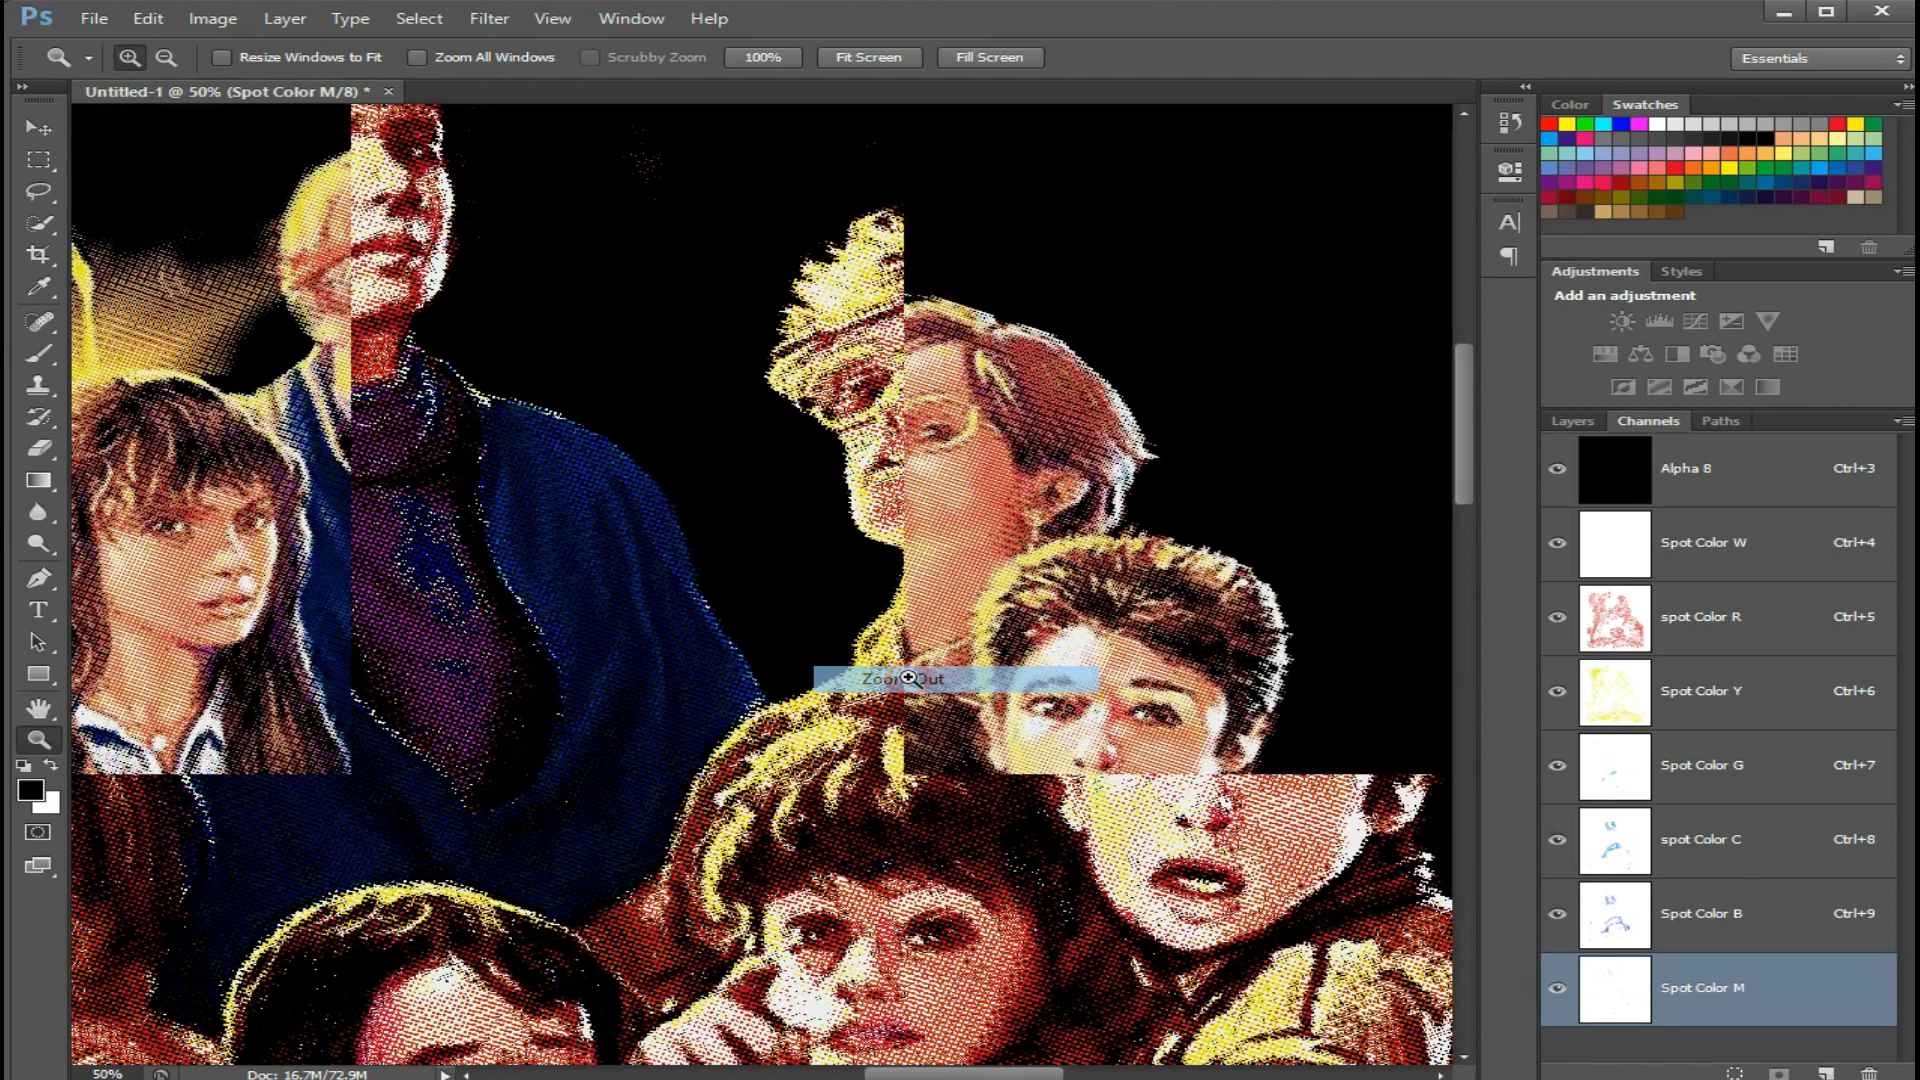 Ps File Edit Image Layer Type Select Filter View Window Help
Resize Windows to Fit Zoom All Windows Scrubby Zoom 100% Fit Screen Fill Screen Essentials
Untitled-1 @ 50% (Spot Color M/8) * ×
Color Swatches
Adjustments Styles
Add an adjustment
Layers Channels Paths
Alpha 8 Ctrl+3
Spot Color W Ctrl+4
spot Color R Ctrl+5
Spot Color Y Ctrl+6
Spot Color G Ctrl+7
spot Color C Ctrl+8
Spot Color B Ctrl+9
Spot Color M
Zoom Out
50% Doc: 16.7M/72.9M